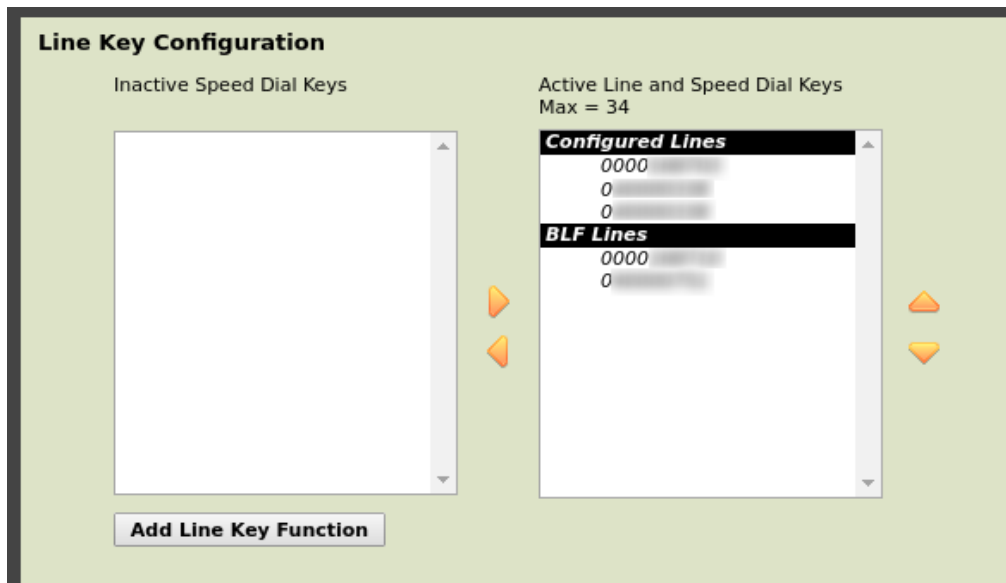 Line Key Configuration
Inactive Speed Dial Keys
Active Line and Speed Dial Keys
Max = 34
Configured Lines
0000
0
0
BLF Lines
0000
0
Add Line Key Function